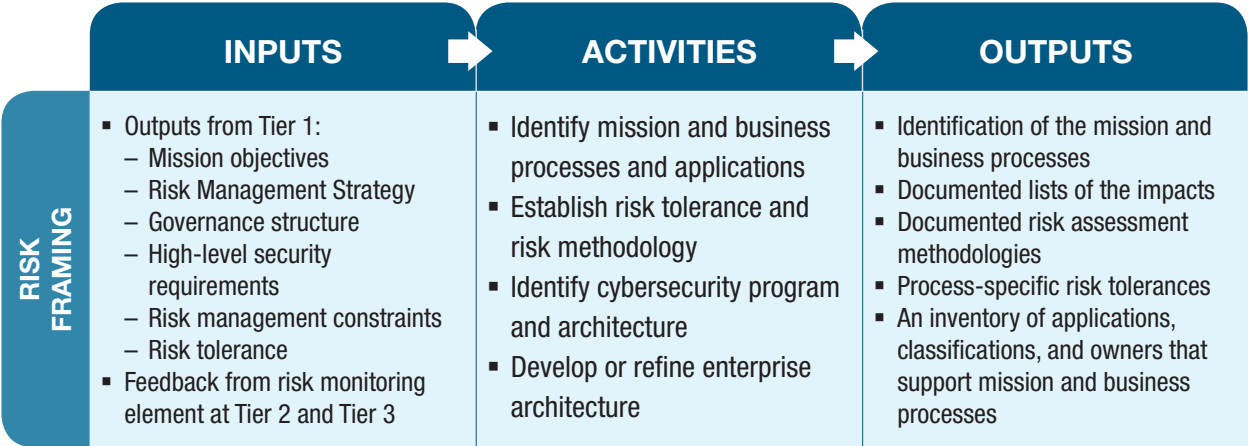 INPUTS
ACTIVITIES
OUTPUTS
RISK
FRAMING
▪ Outputs from Tier 1:
– Mission objectives
– Risk Management Strategy
– Governance structure
– High-level security
requirements
– Risk management constraints
– Risk tolerance
▪ Feedback from risk monitoring
element at Tier 2 and Tier 3
▪ Identify mission and business
processes and applications
▪ Establish risk tolerance and
risk methodology
▪ Identify cybersecurity program
and architecture
▪ Develop or refine enterprise
architecture
▪ Identification of the mission and
business processes
▪ Documented lists of the impacts
▪ Documented risk assessment
methodologies
▪ Process-specific risk tolerances
▪ An inventory of applications,
classifications, and owners that
support mission and business
processes